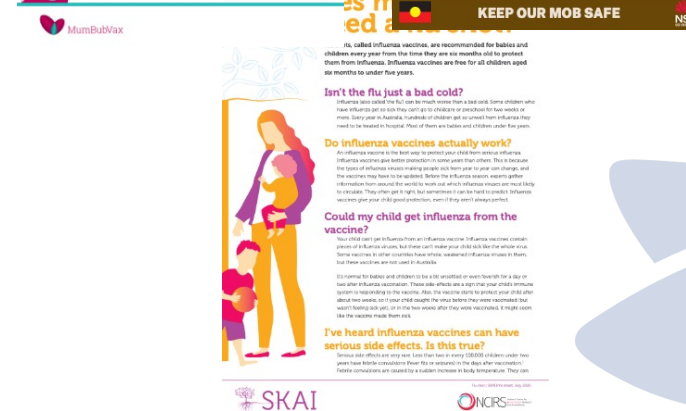 MumBubVax
KEEP OUR MOB SAFE
called influenza vaccines, are recommended for babies and
children every year from the time they are six months old to protect
them from influenza. Influenza vaccines are free for all children aged
six months to under five years.
Isn't the flu just a bad cold?
Influenza (also called 'the flu') can be much worse than a bad cold. Some children who
have influenza get so sick they can't go to childcare or preschool for two weeks or
more. Every year in Australia, hundreds of children get so unwell from influenza they
need to be treated in hospital. Most of them are babies and children under five years.
Do influenza vaccines actually work?
An influenza vaccine is the best way to protect your child from serious influenza.
Influenza vaccines give better protection in some years than others. This is because
the types of influenza viruses making people sick from year to year can change, and
the vaccines may have to be updated. Before the influenza season, experts gather
information from around the world to work out which influenza viruses are most likely
to circulate. They often get it right, but sometimes it can be hard to predict. Influenza
vaccines give your child good protection, even if they aren't always perfect.
Could my child get influenza from the
vaccine?
Your child can't get influenza from an influenza vaccine. Influenza vaccines contain
pieces of influenza viruses, but these can't make your child sick like the whole virus.
Some vaccines in other countries have whole, weakened influenza viruses in them,
but these vaccines are not used in Australia.
It's normal for babies and children to be a bit unsettled or even feverish for a day or
two after influenza vaccination. These side-effects are a sign that your child's immune
system is responding to the vaccine. Also, the vaccine starts to protect your child after
about two weeks, so if your child caught the virus before they were vaccinated (but
wasn't feeling sick yet), or in the two weeks after they were vaccinated, it might seem
like the vaccine made them sick.
I've heard influenza vaccines can have
serious side effects. Is this true?
Serious side effects are very rare. Less than two in every 100,000 children under two
years have febrile convulsions (fever fits or seizures) in the days after vaccination.
Febrile convulsions are caused by a sudden increase in body temperature. They can
SKAI
NCIRS